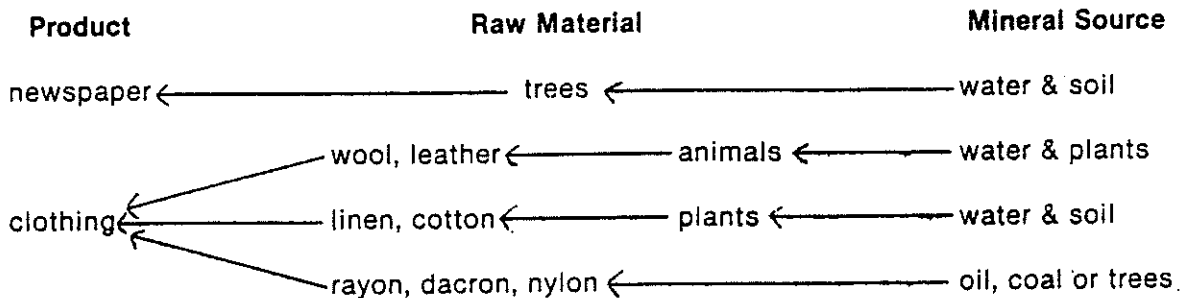 Product Raw Material Mineral Source
newspaper trees water & soil
wool, leather animals water & plants
clothing linen, cotton plants water & soil
rayon, dacron, nylon oil, coal or trees